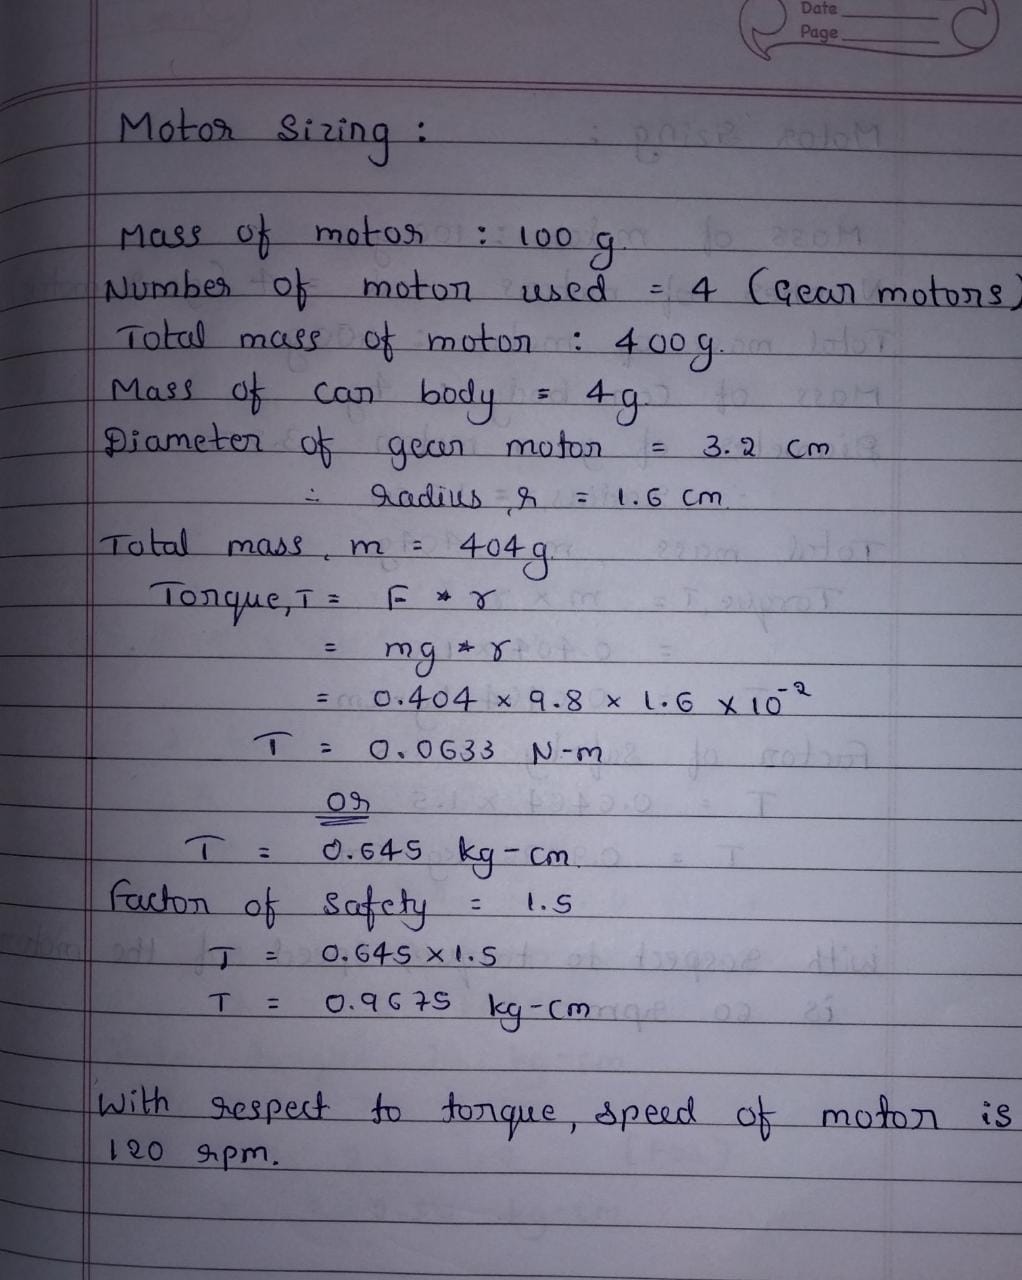 Date
Page
Motor Sizing :
Mass of motor : 100 g.
Number of motor used = 4 (Gear motors)
Total mass of motor : 400g.
Mass of car body = 4g.
Diameter of gear motor = 3.2 cm
∴ radius, r = 1.6 cm.
Total mass, m = 404g.
Torque, T = F * r
= mg * r
= 0.404 × 9.8 × 1.6 × 10⁻²
T = 0.0633 N-m
or
T = 0.645 kg-cm.
Factor of safety = 1.5
T = 0.645 × 1.5
T = 0.9675 kg-cm
With respect to torque, speed of motor is
120 rpm.